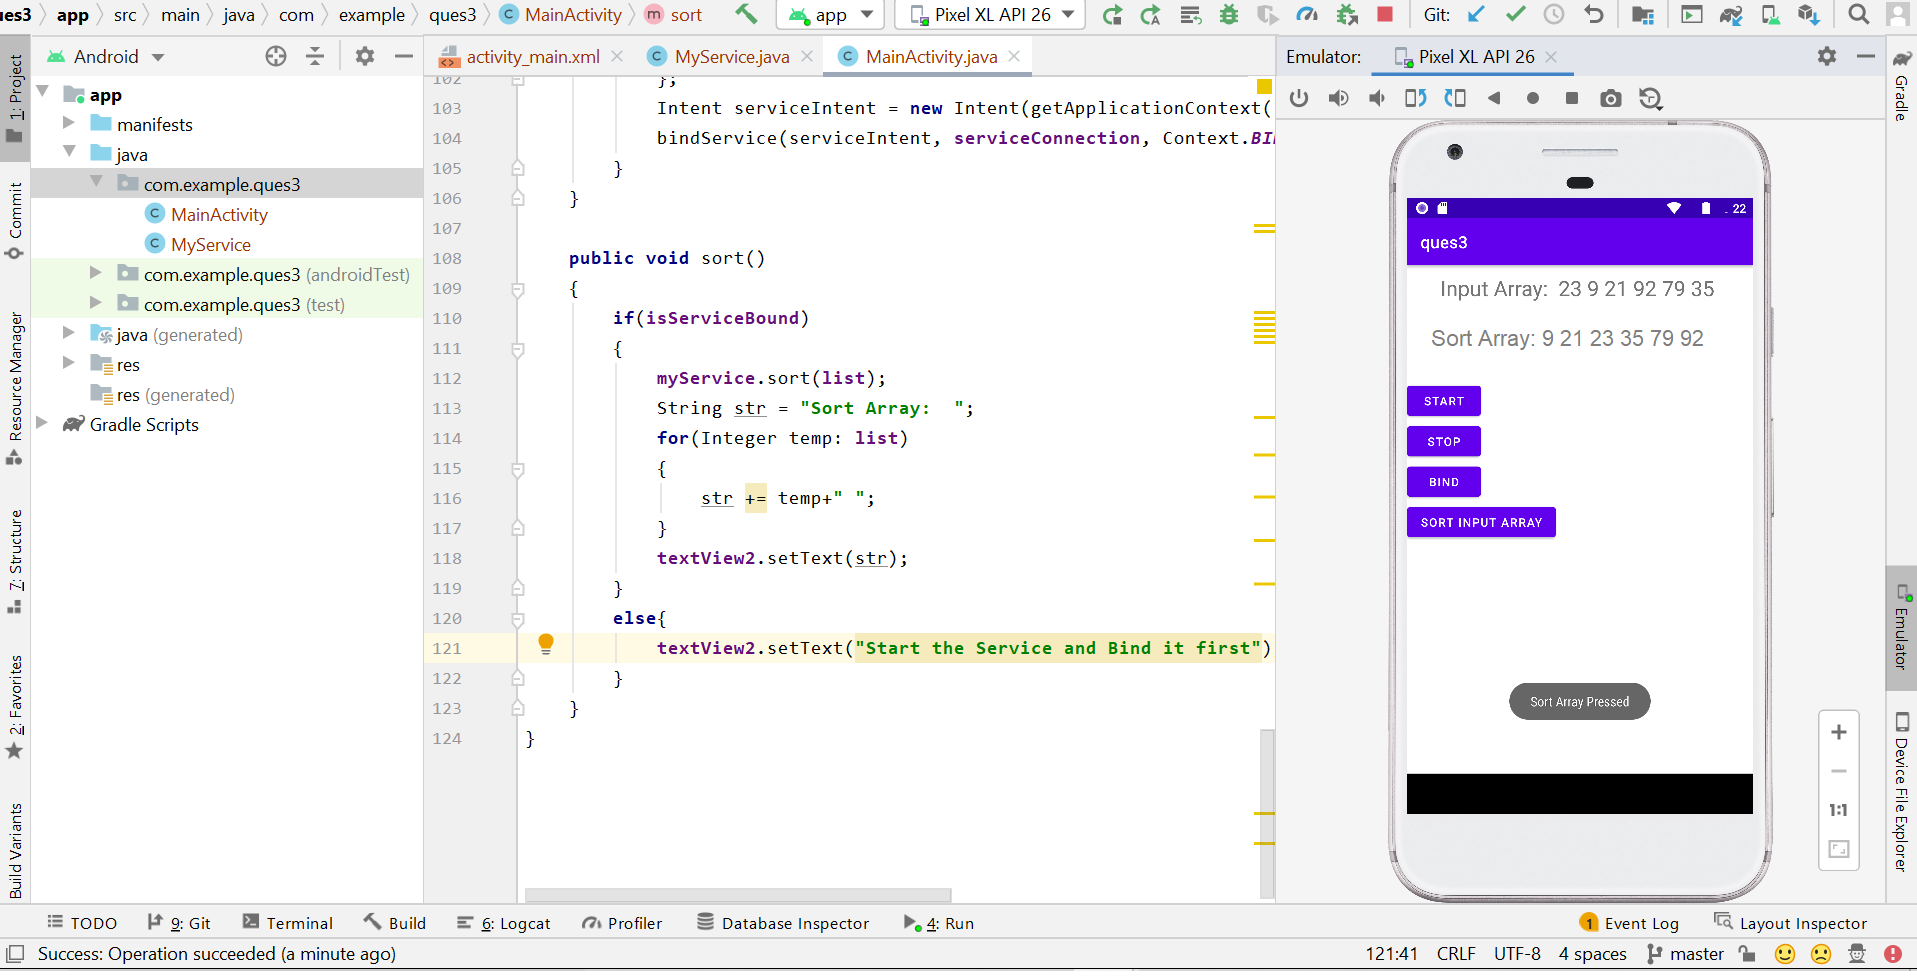 ues3 app src main java com example ques3 MainActivity sort app Pixel XL API 26 Git:
Android
activity_main.xml MyService.java MainActivity.java
Emulator: Pixel XL API 26
1: Project
Commit
Resource Manager
7: Structure
2: Favorites
Build Variants
app
manifests
java
com.example.ques3
MainActivity
MyService
com.example.ques3 (androidTest)
com.example.ques3 (test)
java (generated)
res
res (generated)
Gradle Scripts
102 };
103 Intent serviceIntent = new Intent(getApplicationContext(
104 bindService(serviceIntent, serviceConnection, Context.BI
105 }
106 }
107
108 public void sort()
109 {
110 if(isServiceBound)
111 {
112 myService.sort(list);
113 String str = "Sort Array:  ";
114 for(Integer temp: list)
115 {
116 str += temp+" ";
117 }
118 textView2.setText(str);
119 }
120 else{
121 textView2.setText("Start the Service and Bind it first")
122 }
123 }
124 }
22
ques3
Input Array: 23 9 21 92 79 35
Sort Array: 9 21 23 35 79 92
START
STOP
BIND
SORT INPUT ARRAY
Sort Array Pressed
1:1
Gradle
Emulator
Device File Explorer
TODO 9: Git Terminal Build 6: Logcat Profiler Database Inspector 4: Run 1 Event Log Layout Inspector
Success: Operation succeeded (a minute ago) 121:41 CRLF UTF-8 4 spaces master